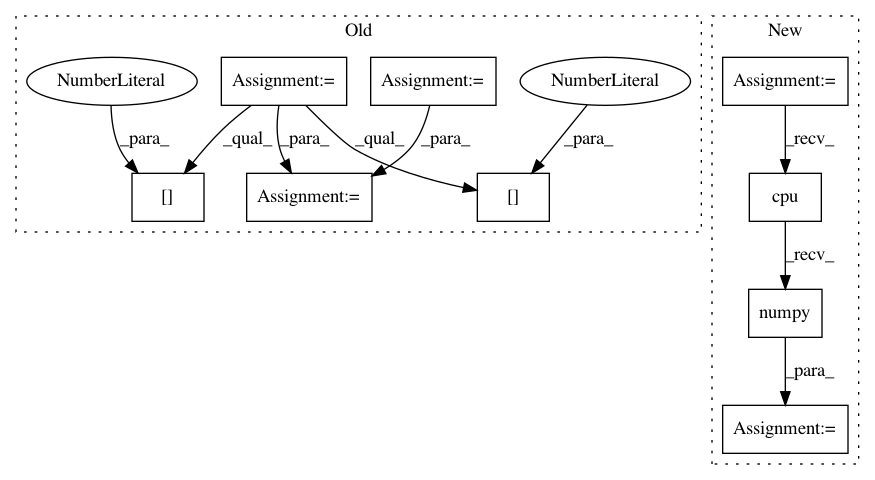 Old
New
NumberLiteral
Assignment:=
Assignment:=
NumberLiteral
Assignment:=
_para_
_qual_
_para_
_qual_
_para_
_para_
_recv_
[]
Assignment:=
[]
cpu
_recv_
numpy
_para_
Assignment:=